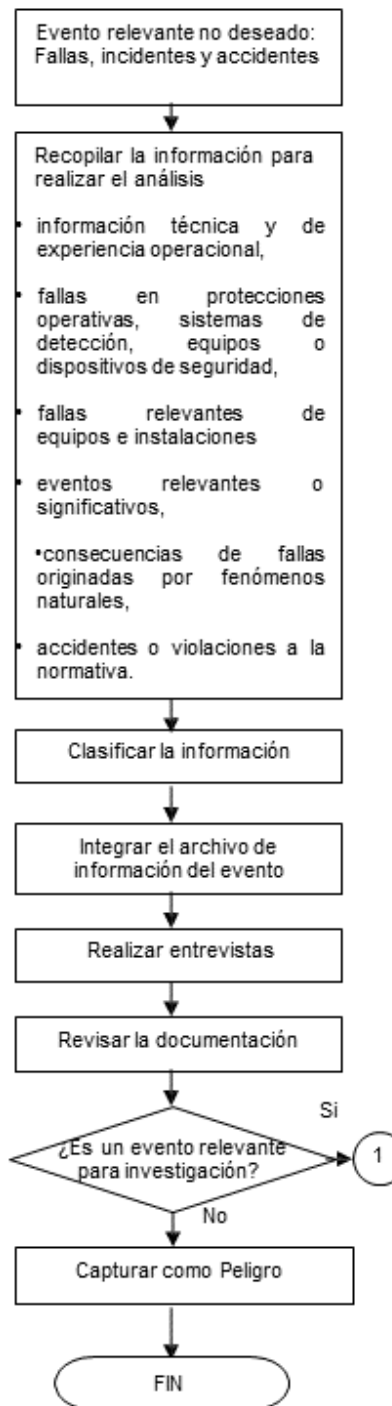 Evento relevante no deseado:
Fallas, incidentes y accidentes
Recopilar la información para
realizar el análisis
• información técnica y de
experiencia operacional,
• fallas en protecciones
operativas, sistemas de
detección, equipos o
dispositivos de seguridad,
• fallas relevantes de
equipos e instalaciones
• eventos relevantes o
significativos,
•consecuencias de fallas
originadas por fenómenos
naturales,
• accidentes o violaciones a la
normativa.
Clasificar la información
Integrar el archivo de
información del evento
Realizar entrevistas
Revisar la documentación
Si
¿Es un evento relevante
para investigación?
1
No
Capturar como Peligro
FIN